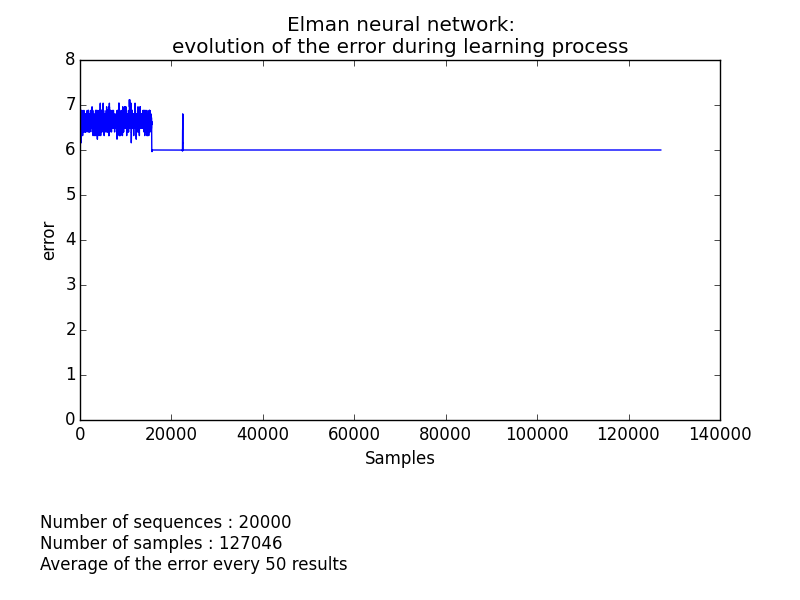 Elman neural network:
evolution of the error during learning process
8
7
6
5
4
3
2
1
0
error
0 20000 40000 60000 80000 100000 120000 140000
Samples
Number of sequences : 20000
Number of samples : 127046
Average of the error every 50 results